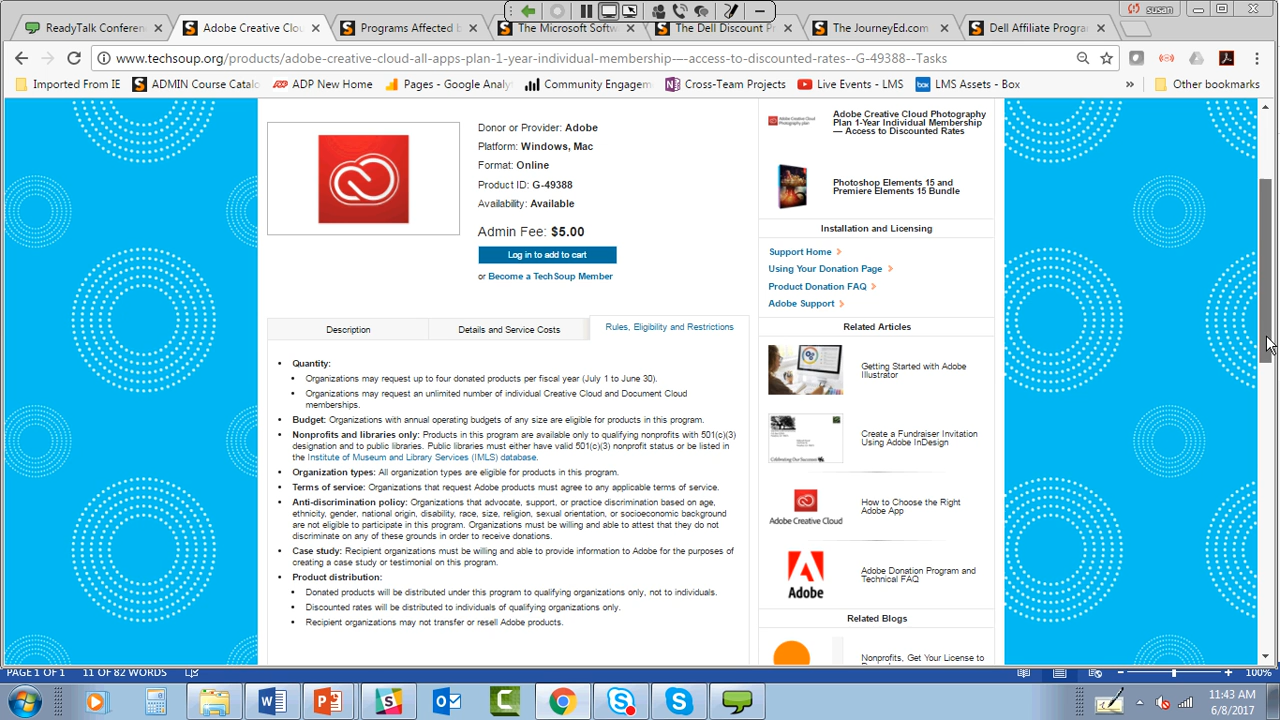 susan
ReadyTalk Conferen
Adobe Creative Clou
Programs Affected b
The Microsoft Softw
The Dell Discount P
The JourneyEd.com
Dell Affiliate Progra
www.techsoup.org/products/adobe-creative-cloud-all-apps-plan-1-year-individual-membership-–-access-to-discounted-rates--G-49388--Tasks
Imported From IE
ADMIN Course Catalo
ADP New Home
Pages - Google Analyt
Community Engagem
Cross-Team Projects
Live Events - LMS
LMS Assets - Box
»
Other bookmarks
Donor or Provider: Adobe
Platform: Windows, Mac
Format: Online
Product ID: G-49388
Availability: Available
Admin Fee: $5.00
Log in to add to cart
or Become a TechSoup Member
Description
Details and Service Costs
Rules, Eligibility and Restrictions
• Quantity:
• Organizations may request up to four donated products per fiscal year (July 1 to June 30).
• Organizations may request an unlimited number of individual Creative Cloud and Document Cloud
memberships.
• Budget: Organizations with annual operating budgets of any size are eligible for products in this program.
• Nonprofits and libraries only: Products in this program are available only to qualifying nonprofits with 501(c)(3)
designation and to public libraries. Public libraries must either have valid 501(c)(3) nonprofit status or be listed in
the Institute of Museum and Library Services (IMLS) database.
• Organization types: All organization types are eligible for products in this program.
• Terms of service: Organizations that request Adobe products must agree to any applicable terms of service.
• Anti-discrimination policy: Organizations that advocate, support, or practice discrimination based on age,
ethnicity, gender, national origin, disability, race, size, religion, sexual orientation, or socioeconomic background
are not eligible to participate in this program. Organizations must be willing and able to attest that they do not
discriminate on any of these grounds in order to receive donations.
• Case study: Recipient organizations must be willing and able to provide information to Adobe for the purposes of
creating a case study or testimonial on this program.
• Product distribution:
• Donated products will be distributed under this program to qualifying organizations only, not to individuals.
• Discounted rates will be distributed to individuals of qualifying organizations only.
• Recipient organizations may not transfer or resell Adobe products.
Adobe Creative Cloud Photography
Plan 1-Year Individual Membership
— Access to Discounted Rates
Photoshop Elements 15 and
Premiere Elements 15 Bundle
Installation and Licensing
Support Home
Using Your Donation Page
Product Donation FAQ
Adobe Support
Related Articles
Getting Started with Adobe
Illustrator
Create a Fundraiser Invitation
Using Adobe InDesign
Adobe Creative Cloud
How to Choose the Right
Adobe App
Adobe
Adobe Donation Program and
Technical FAQ
Related Blogs
Nonprofits, Get Your License to
PAGE 1 OF 1
11 OF 82 WORDS
100%
11:43 AM
6/8/2017